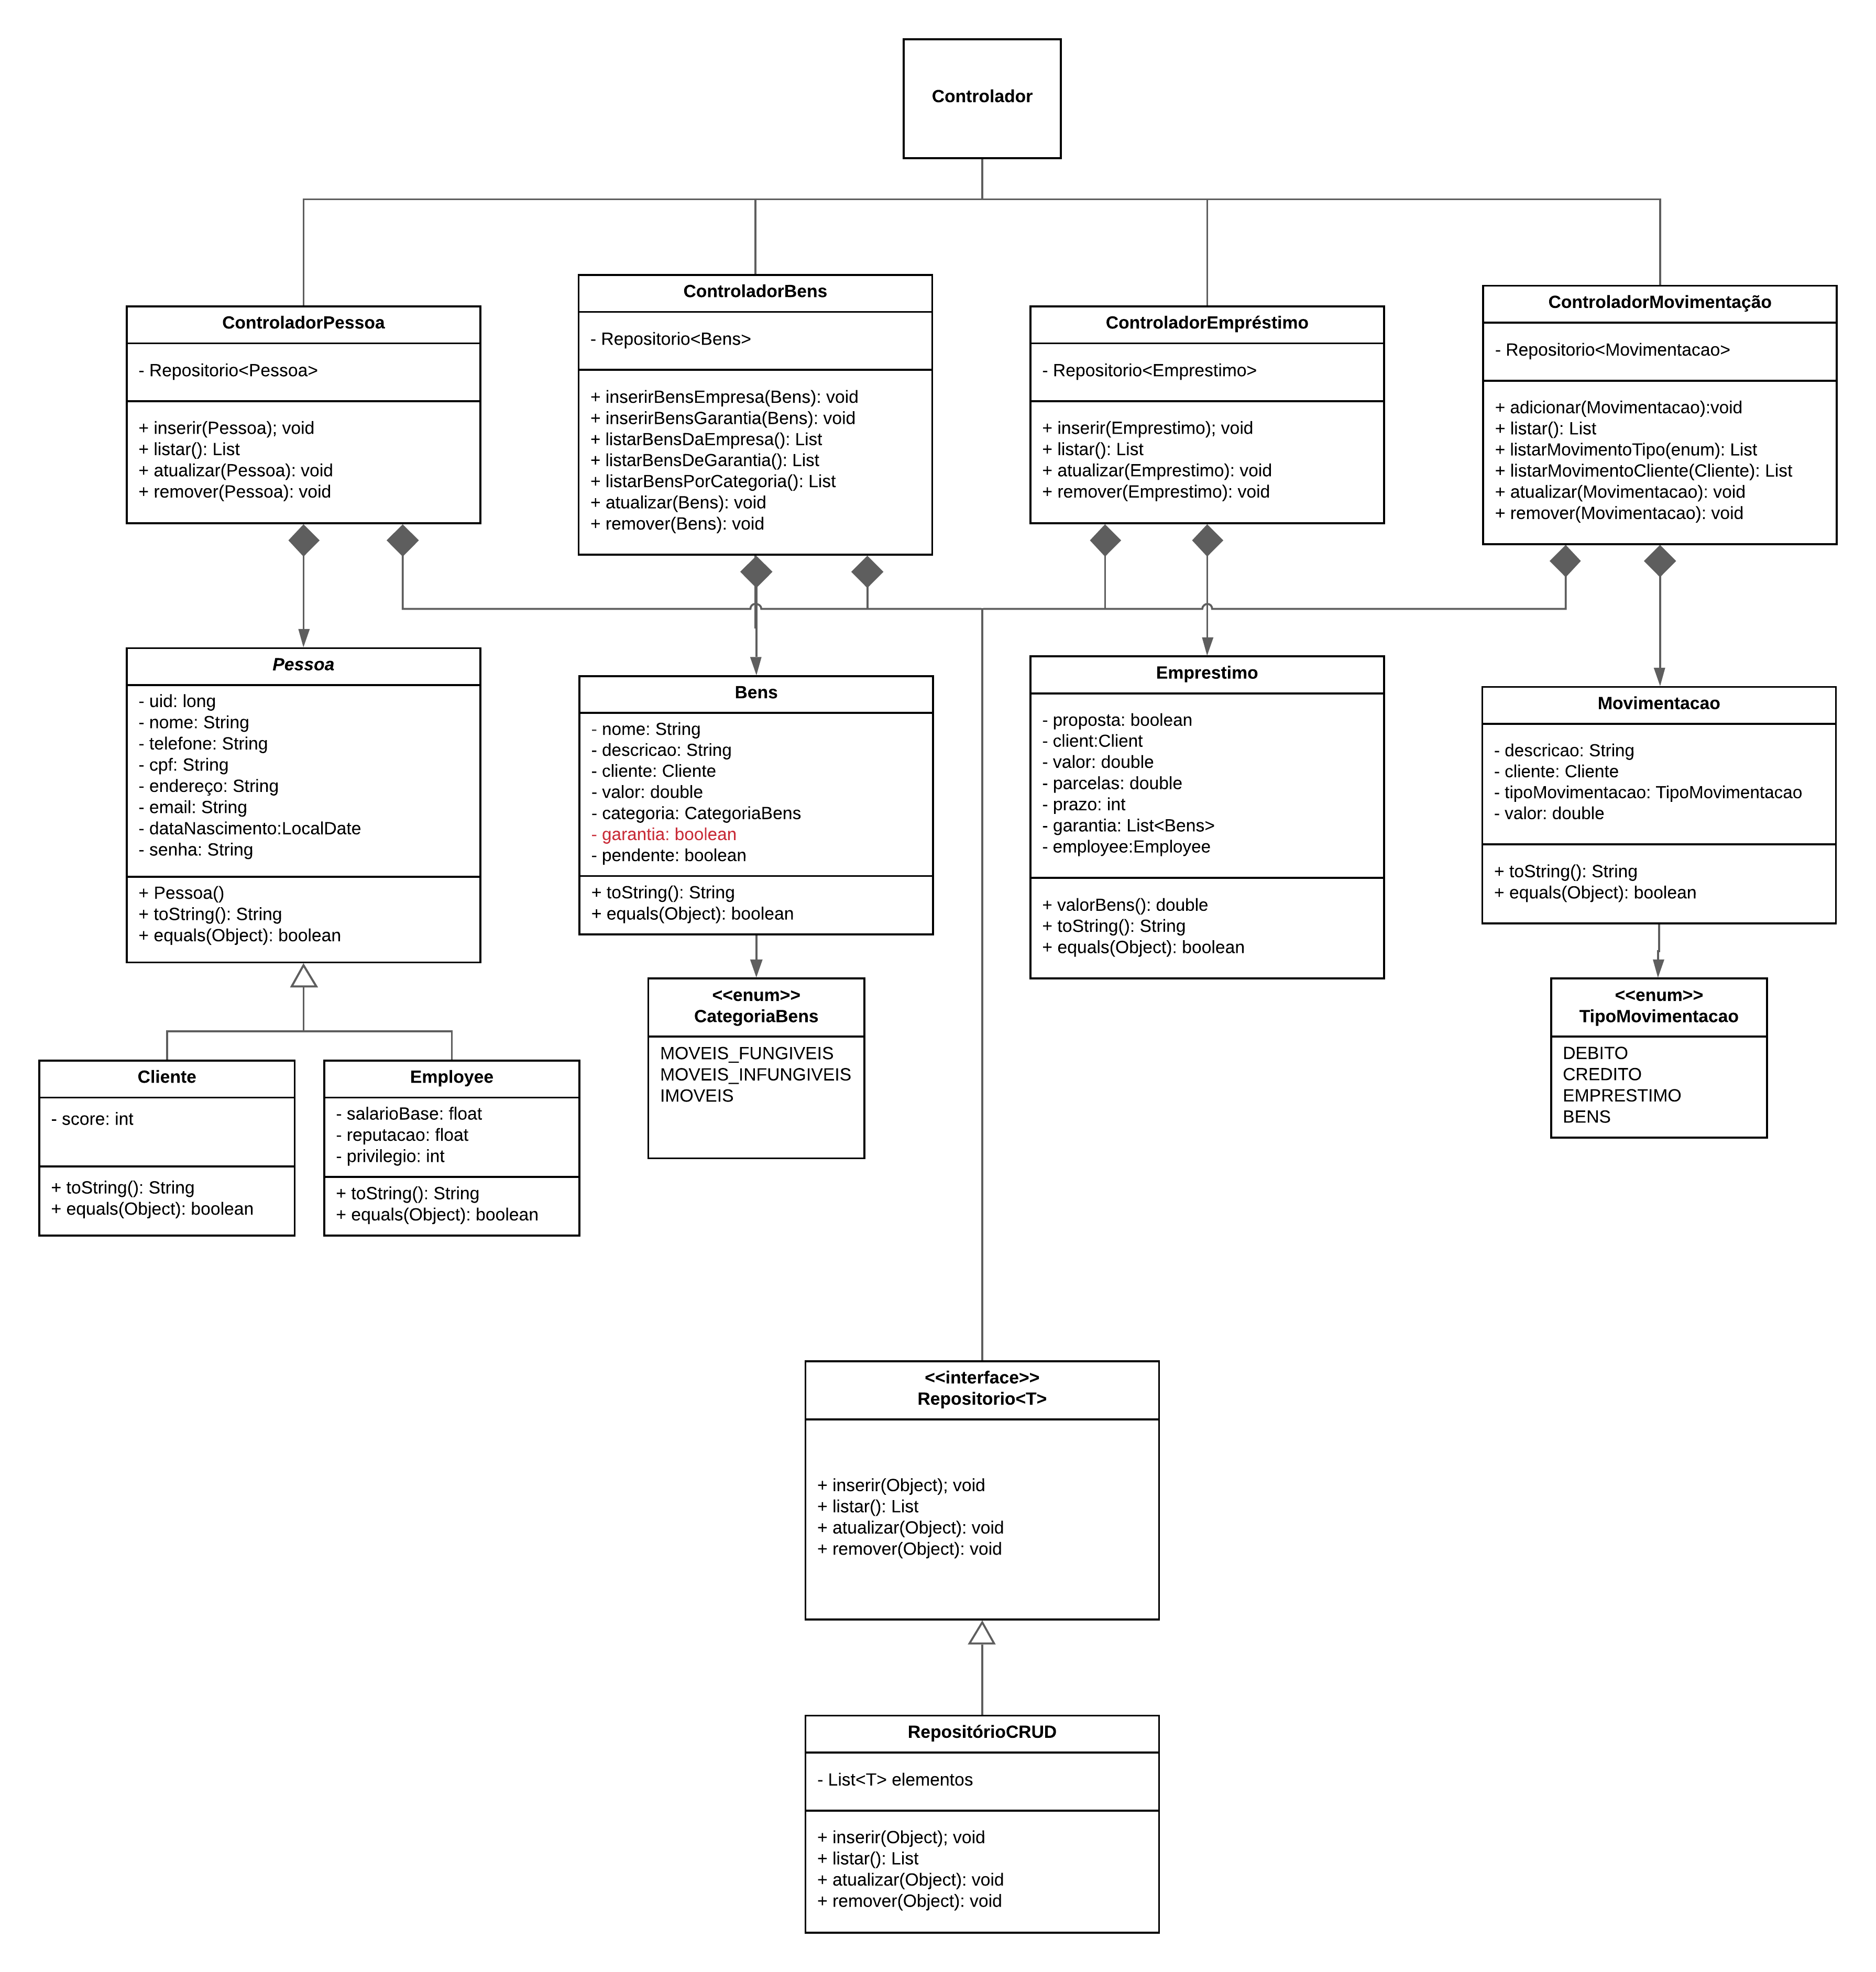 Controlador
ControladorPessoa
- Repositorio<Pessoa>
+ inserir(Pessoa); void
+ listar(): List
+ atualizar(Pessoa): void
+ remover(Pessoa): void
ControladorBens
- Repositorio<Bens>
+ inserirBensEmpresa(Bens): void
+ inserirBensGarantia(Bens): void
+ listarBensDaEmpresa(): List
+ listarBensDeGarantia(): List
+ listarBensPorCategoria(): List
+ atualizar(Bens): void
+ remover(Bens): void
ControladorEmpréstimo
- Repositorio<Emprestimo>
+ inserir(Emprestimo); void
+ listar(): List
+ atualizar(Emprestimo): void
+ remover(Emprestimo): void
ControladorMovimentação
- Repositorio<Movimentacao>
+ adicionar(Movimentacao):void
+ listar(): List
+ listarMovimentoTipo(enum): List
+ listarMovimentoCliente(Cliente): List
+ atualizar(Movimentacao): void
+ remover(Movimentacao): void
Pessoa
- uid: long
- nome: String
- telefone: String
- cpf: String
- endereço: String
- email: String
- dataNascimento:LocalDate
- senha: String
+ Pessoa()
+ toString(): String
+ equals(Object): boolean
Bens
- nome: String
- descricao: String
- cliente: Cliente
- valor: double
- categoria: CategoriaBens
- garantia: boolean
- pendente: boolean
+ toString(): String
+ equals(Object): boolean
Emprestimo
- proposta: boolean
- client:Client
- valor: double
- parcelas: double
- prazo: int
- garantia: List<Bens>
- employee:Employee
+ valorBens(): double
+ toString(): String
+ equals(Object): boolean
Movimentacao
- descricao: String
- cliente: Cliente
- tipoMovimentacao: TipoMovimentacao
- valor: double
+ toString(): String
+ equals(Object): boolean
Cliente
- score: int
+ toString(): String
+ equals(Object): boolean
Employee
- salarioBase: float
- reputacao: float
- privilegio: int
+ toString(): String
+ equals(Object): boolean
<<enum>>
CategoriaBens
MOVEIS_FUNGIVEIS
MOVEIS_INFUNGIVEIS
IMOVEIS
<<enum>>
TipoMovimentacao
DEBITO
CREDITO
EMPRESTIMO
BENS
<<interface>>
Repositorio<T>
+ inserir(Object); void
+ listar(): List
+ atualizar(Object): void
+ remover(Object): void
RepositórioCRUD
- List<T> elementos
+ inserir(Object); void
+ listar(): List
+ atualizar(Object): void
+ remover(Object): void